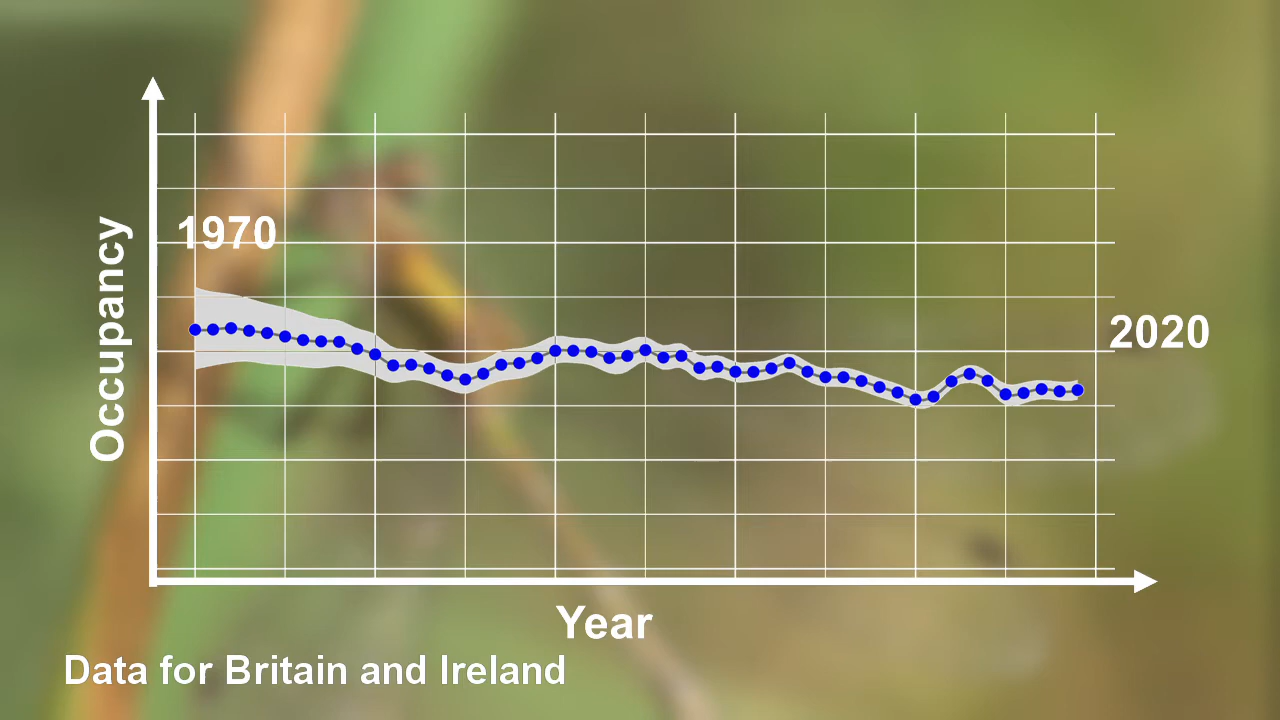 1970
Occupancy
2020
Year
Data for Britain and Ireland